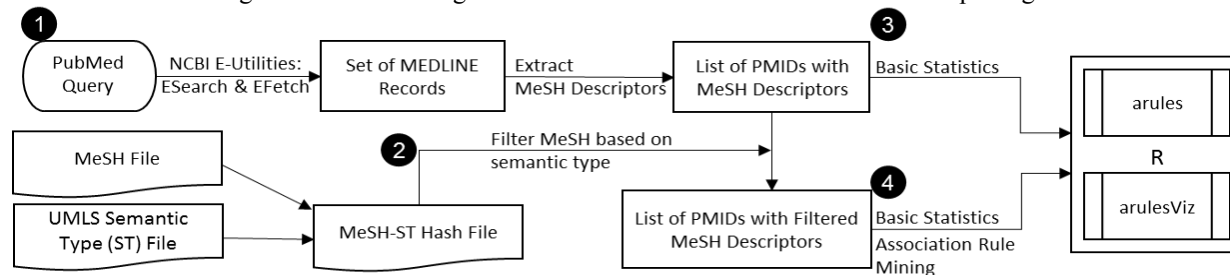 1
PubMed
Query
NCBI E-Utilities:
ESearch & EFetch
Set of MEDLINE
Records
Extract
MeSH Descriptors
3
List of PMIDs with
MeSH Descriptors
Basic Statistics
arules
R
arulesViz
MeSH File
UMLS Semantic
Type (ST) File
2
Filter MeSH based on
semantic type
MeSH-ST Hash File
4
List of PMIDs with Filtered
MeSH Descriptors
Basic Statistics
Association Rule
Mining